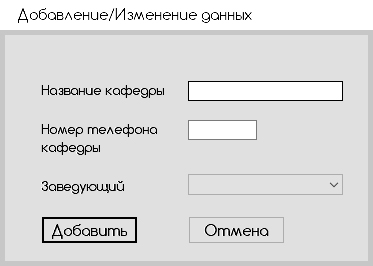 Добавление/Изменение данных
Название кафедры
Номер телефона
кафедры
Заведующий
Добавить
Отмена